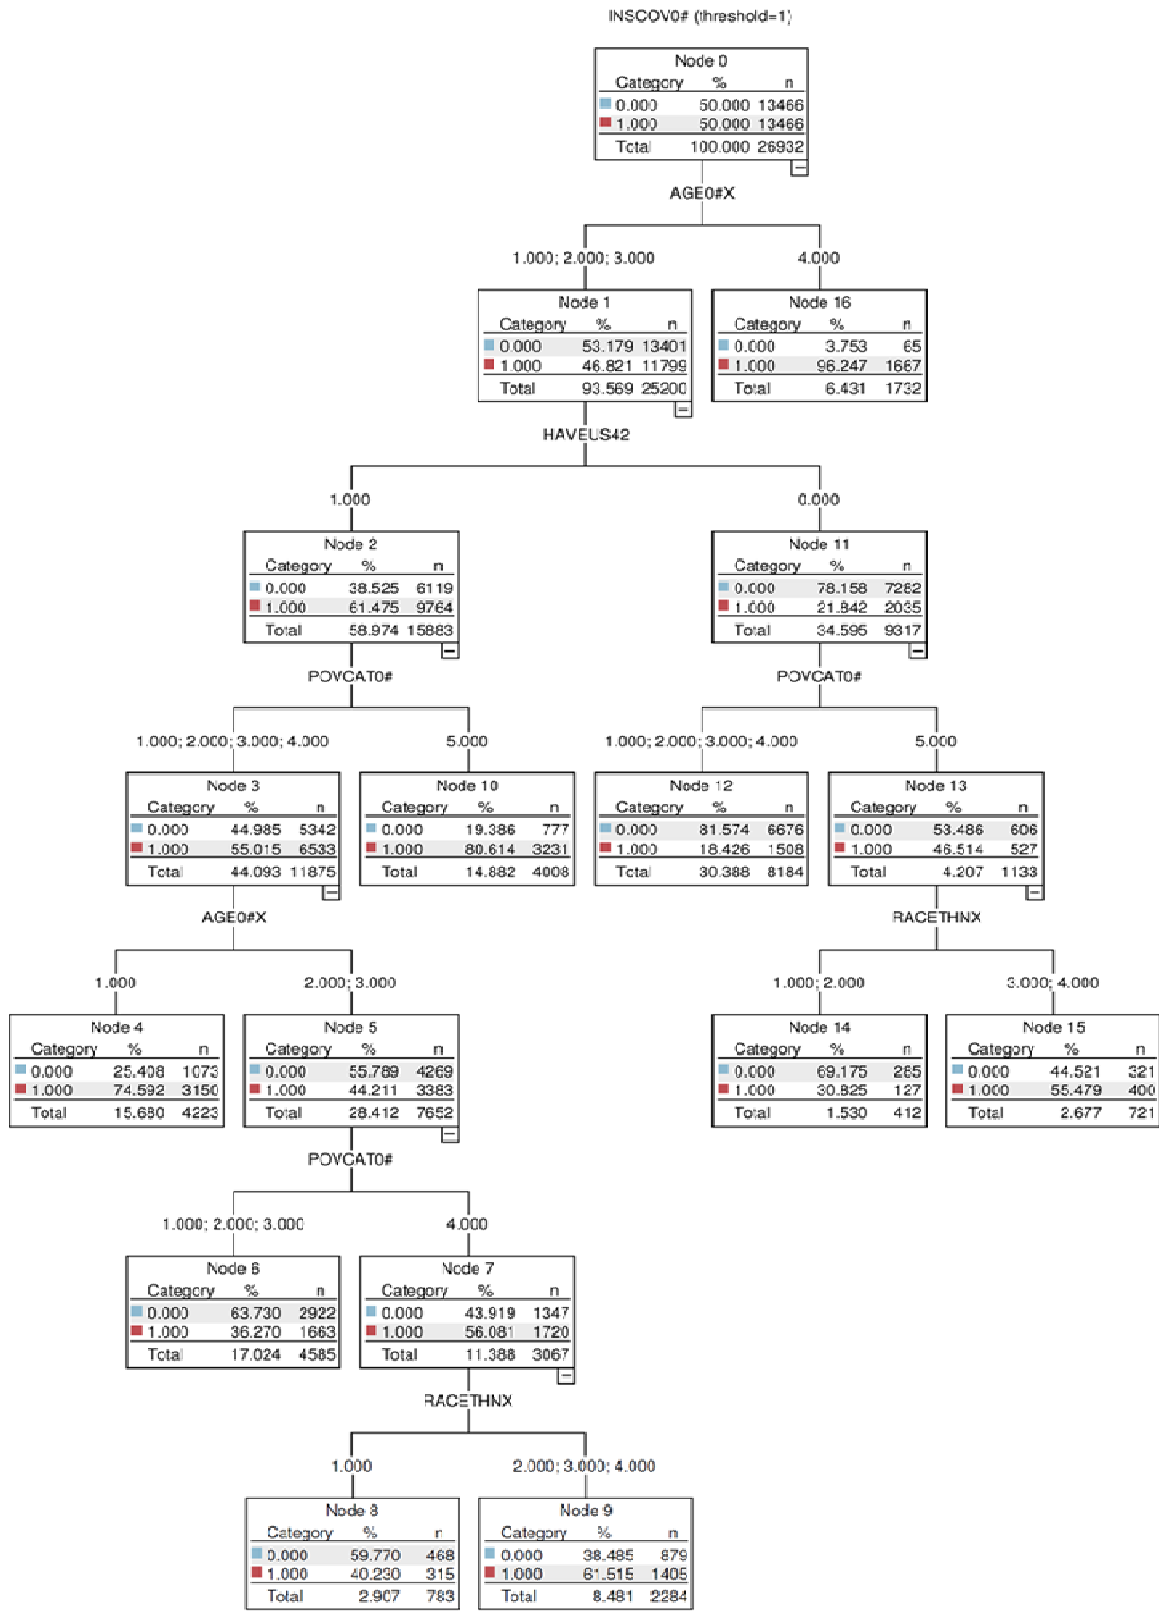 INSCOV0# (threshold=1)
Node 0
Category % n
0.000 50.000 13466
1.000 50.000 13466
Total 100.000 26932
AGE0#X
1.000; 2.000; 3.000
4.000
Node 1
Category % n
0.000 53.179 13401
1.000 46.821 11799
Total 93.569 25200
Node 16
Category % n
0.000 3.753 65
1.000 96.247 1667
Total 6.431 1732
HAVEUS42
1.000
0.000
Node 2
Category % n
0.000 38.525 6119
1.000 61.475 9764
Total 58.974 15883
Node 11
Category % n
0.000 78.158 7282
1.000 21.842 2035
Total 34.595 9317
POVCAT0#
POVCAT0#
1.000; 2.000; 3.000; 4.000
5.000
1.000; 2.000; 3.000; 4.000
5.000
Node 3
Category % n
0.000 44.985 5342
1.000 55.015 6533
Total 44.093 11875
Node 10
Category % n
0.000 19.386 777
1.000 80.614 3231
Total 14.882 4008
Node 12
Category % n
0.000 81.574 6676
1.000 18.426 1508
Total 30.388 8184
Node 13
Category % n
0.000 53.486 606
1.000 46.514 527
Total 4.207 1133
AGE0#X
RACETHNX
1.000
2.000; 3.000
1.000; 2.000
3.000; 4.000
Node 4
Category % n
0.000 25.408 1073
1.000 74.592 3150
Total 15.680 4223
Node 5
Category % n
0.000 55.789 4269
1.000 44.211 3383
Total 28.412 7652
Node 14
Category % n
0.000 69.175 285
1.000 30.825 127
Total 1.530 412
Node 15
Category % n
0.000 44.521 321
1.000 55.479 400
Total 2.677 721
POVCAT0#
1.000; 2.000; 3.000
4.000
Node 6
Category % n
0.000 63.730 2922
1.000 36.270 1663
Total 17.024 4585
Node 7
Category % n
0.000 43.919 1347
1.000 56.081 1720
Total 11.388 3067
RACETHNX
1.000
2.000; 3.000; 4.000
Node 8
Category % n
0.000 59.770 468
1.000 40.230 315
Total 2.907 783
Node 9
Category % n
0.000 38.485 879
1.000 61.515 1405
Total 8.481 2284